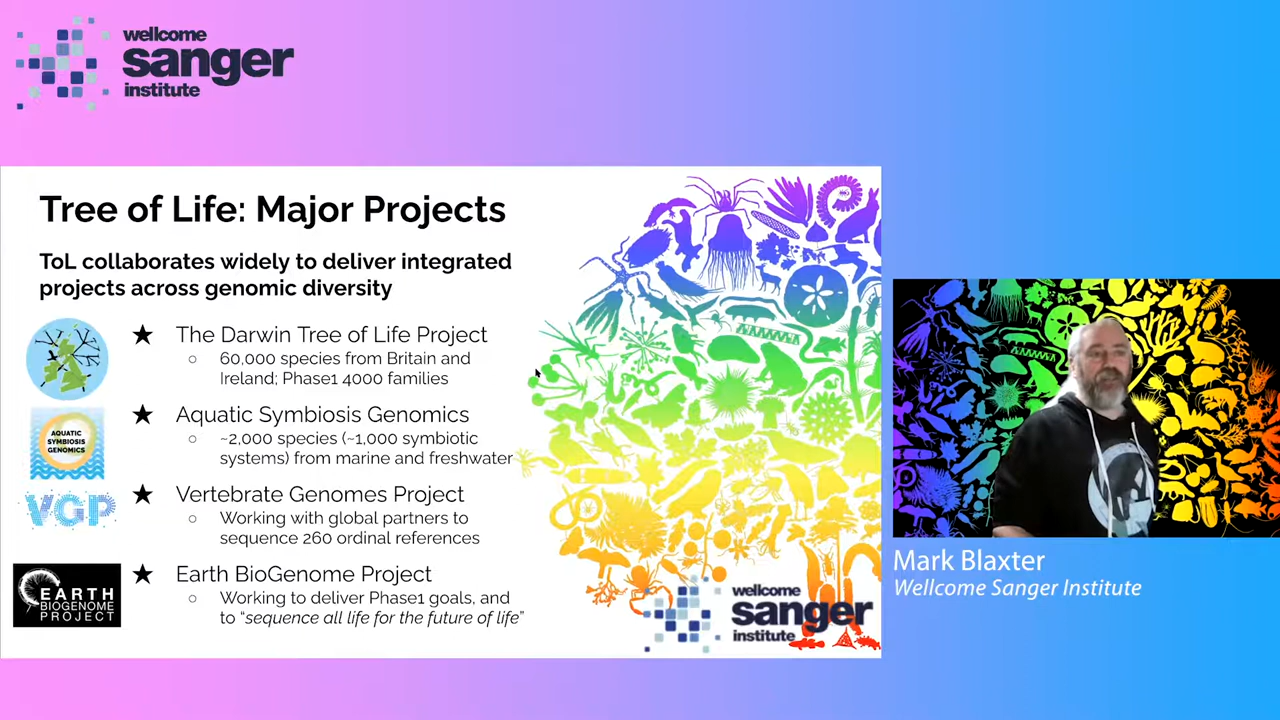 wellcome
sanger
institute
Tree of Life: Major Projects
ToL collaborates widely to deliver integrated
projects across genomic diversity
★ The Darwin Tree of Life Project
○ 60,000 species from Britain and
Ireland; Phase1 4000 families
AQUATIC
SYMBIOSIS
GENOMICS
★ Aquatic Symbiosis Genomics
○ ~2,000 species (~1,000 symbiotic
systems) from marine and freshwater
VGP
★ Vertebrate Genomes Project
○ Working with global partners to
sequence 260 ordinal references
EARTH
BIOGENOME
PROJECT
★ Earth BioGenome Project
○ Working to deliver Phase1 goals, and
to “sequence all life for the future of life”
wellcome
sanger
institute
Mark Blaxter
Wellcome Sanger Institute